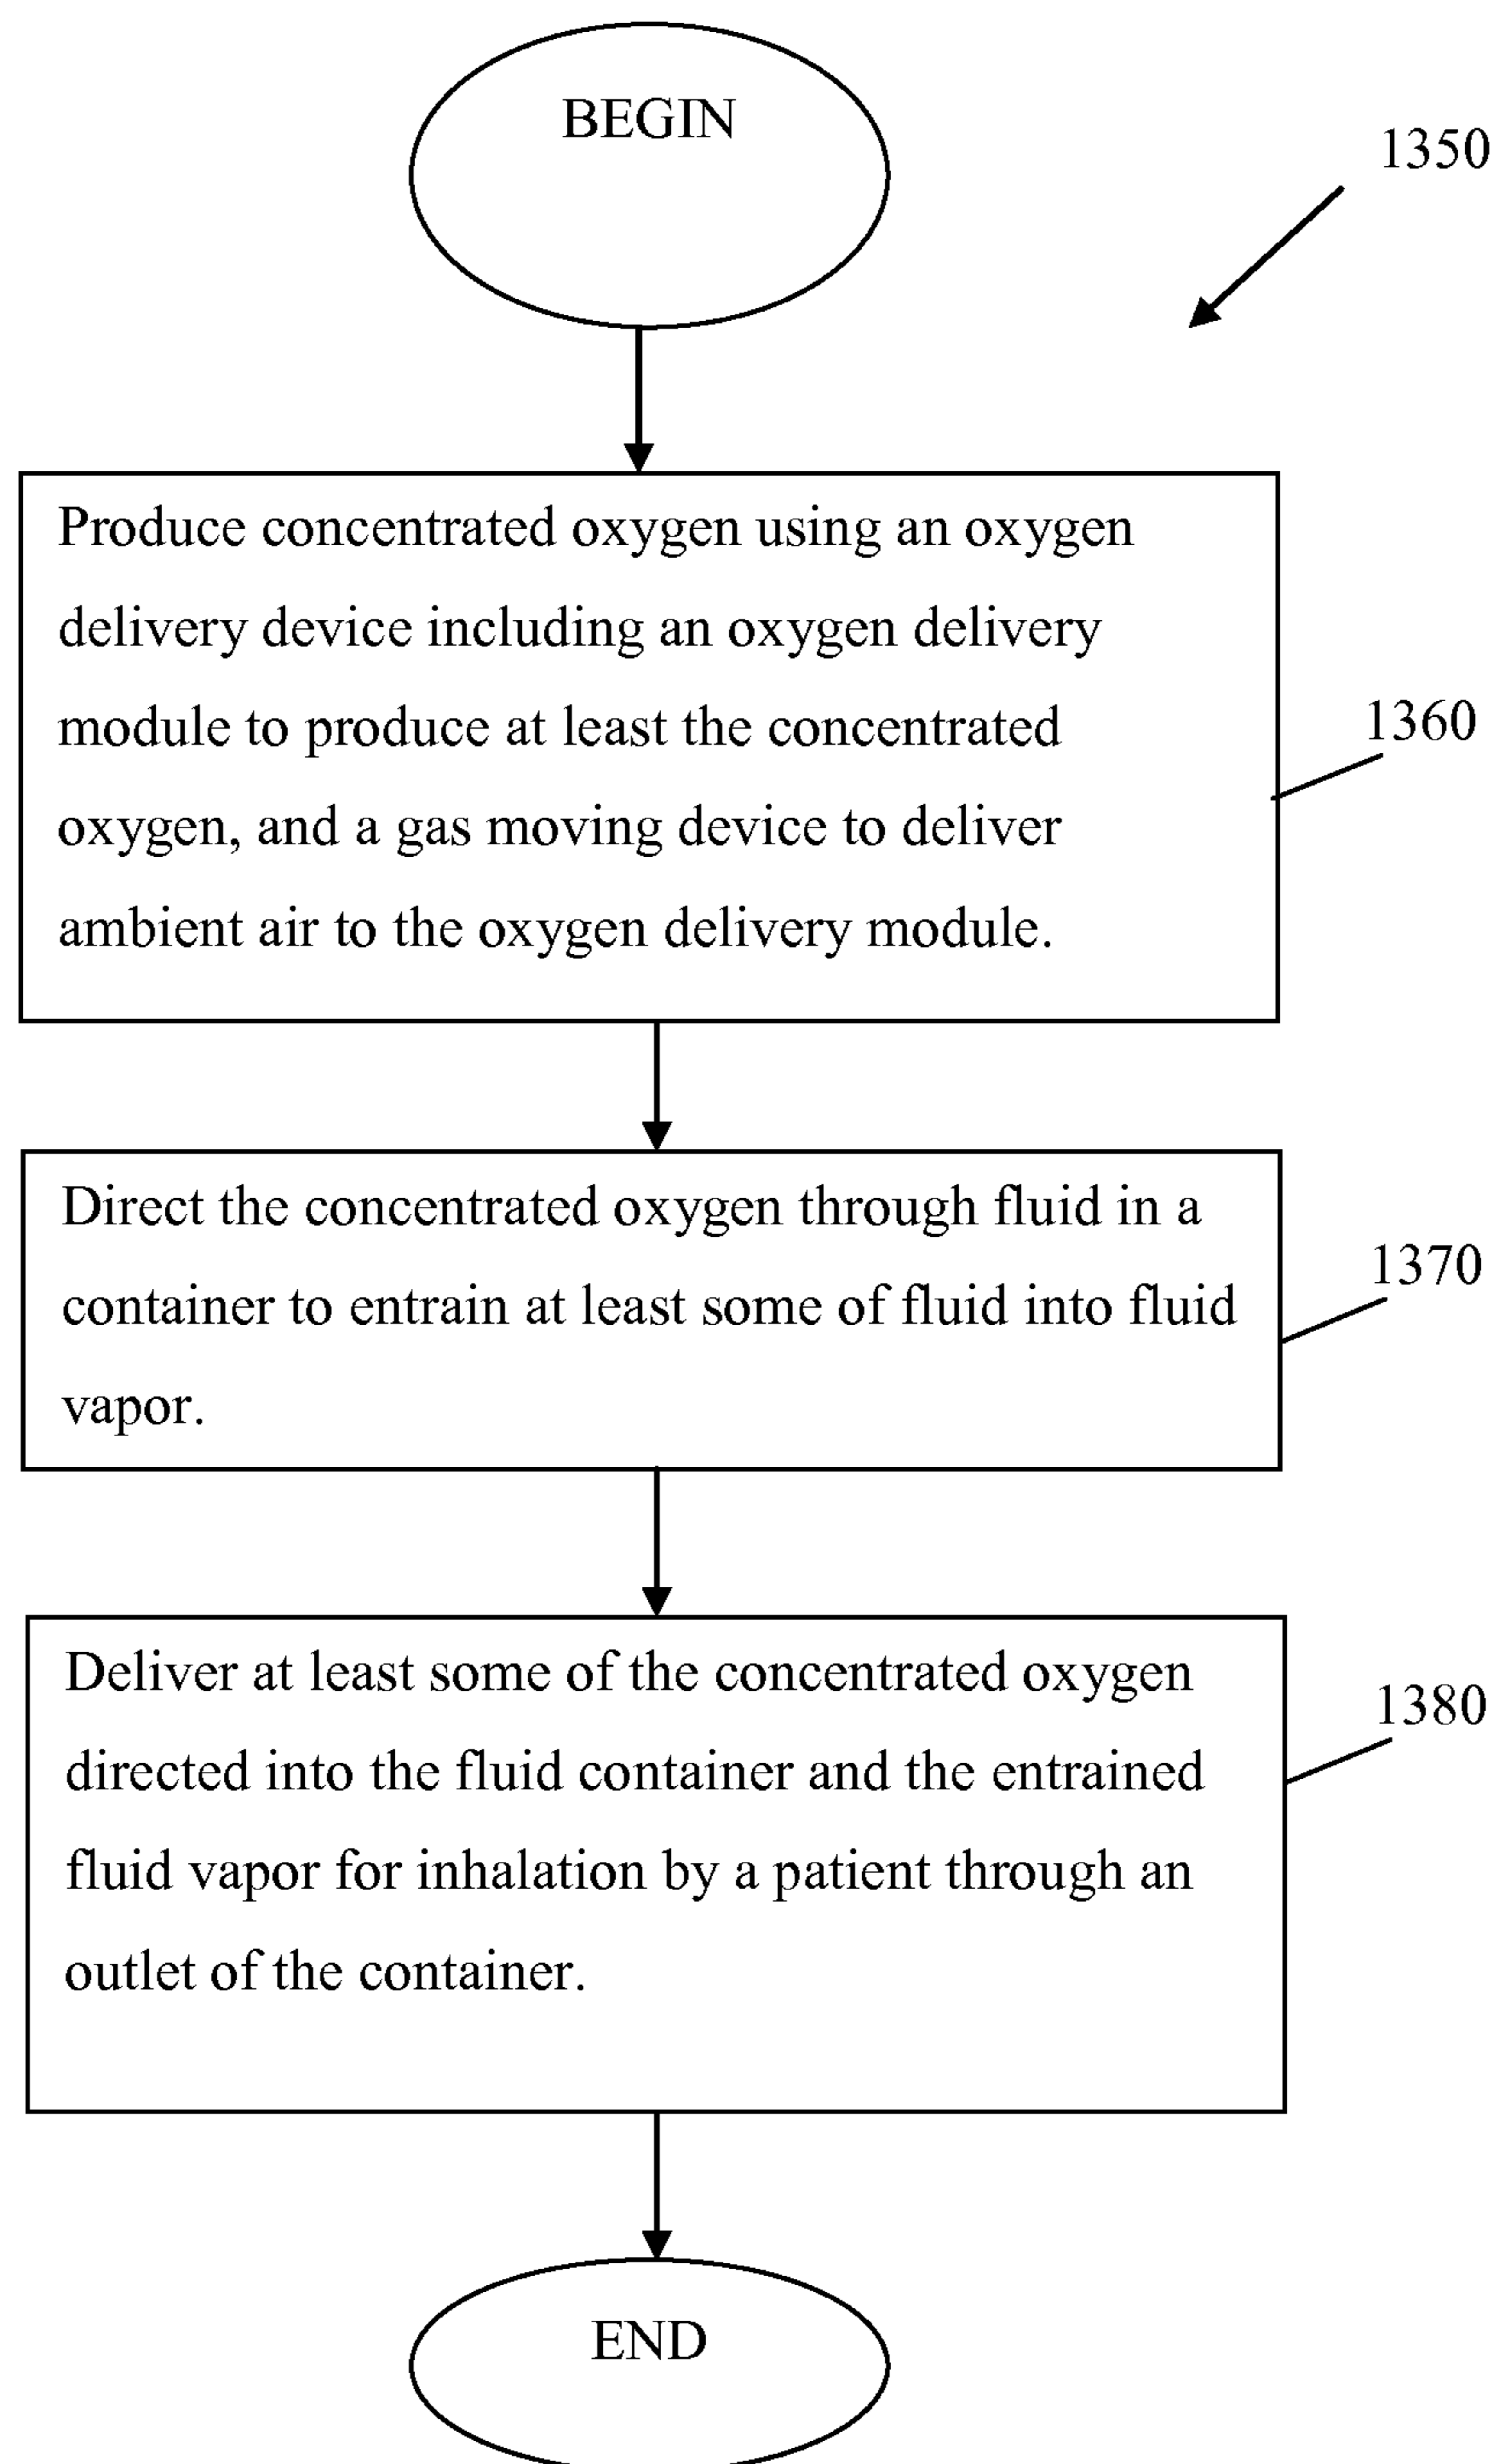 BEGIN
1350
Produce concentrated oxygen using an oxygen
delivery device including an oxygen delivery
module to produce at least the concentrated
oxygen, and a gas moving device to deliver
ambient air to the oxygen delivery module.
1360
Direct the concentrated oxygen through fluid in a
container to entrain at least some of fluid into fluid
vapor.
1370
Deliver at least some of the concentrated oxygen
directed into the fluid container and the entrained
fluid vapor for inhalation by a patient through an
outlet of the container.
1380
END